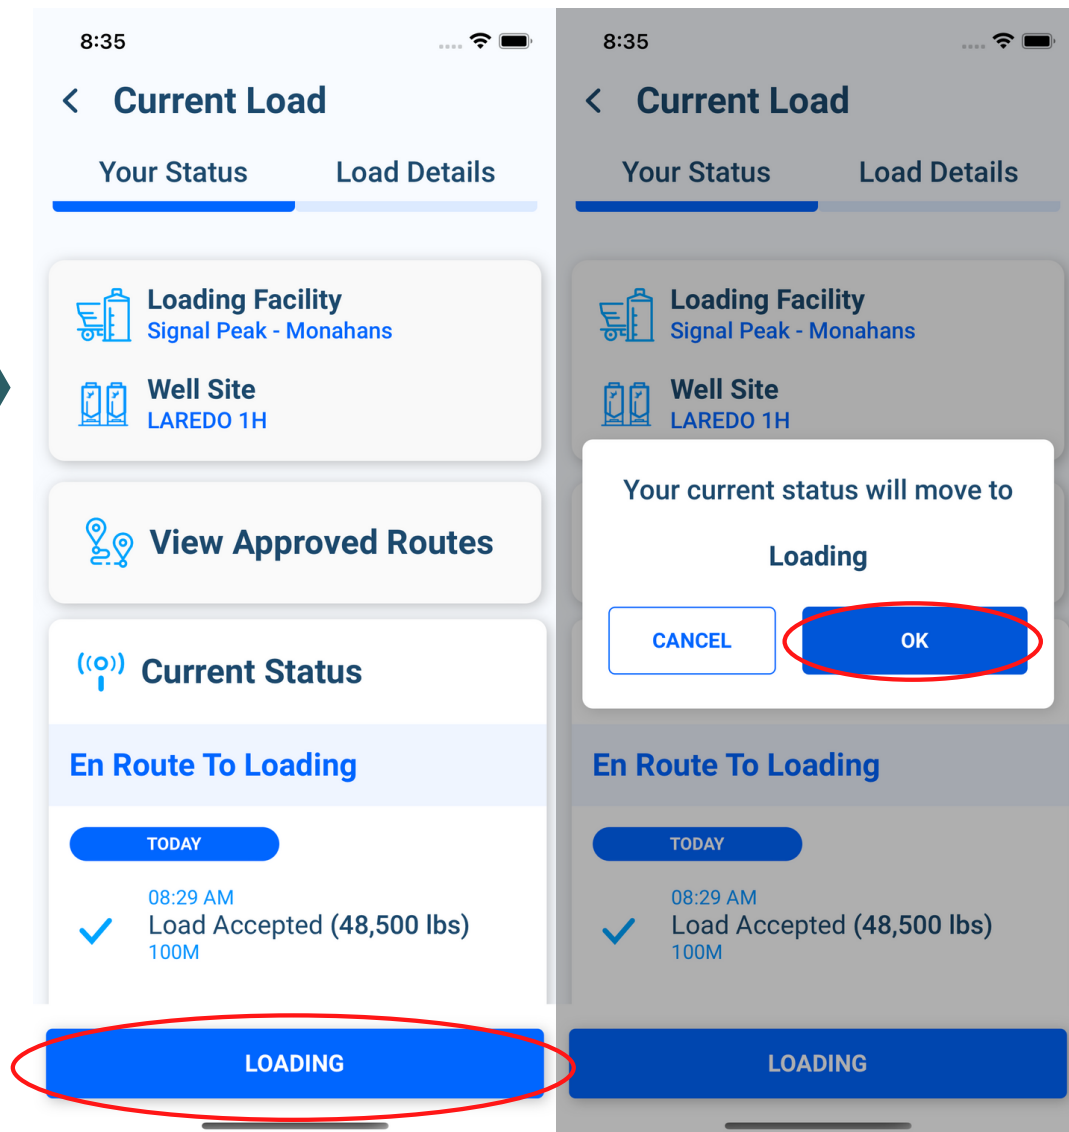 8:35
Current Load
Your Status
Load Details
Loading Facility
Signal Peak - Monahans
Well Site
LAREDO 1H
View Approved Routes
Current Status
En Route To Loading
TODAY
08:29 AM
Load Accepted (48,500 lbs)
100M
LOADING
8:35
Current Load
Your Status
Load Details
Loading Facility
Signal Peak - Monahans
Well Site
LAREDO 1H
Your current status will move to
Loading
CANCEL
OK
En Route To Loading
TODAY
08:29 AM
Load Accepted (48,500 lbs)
100M
LOADING